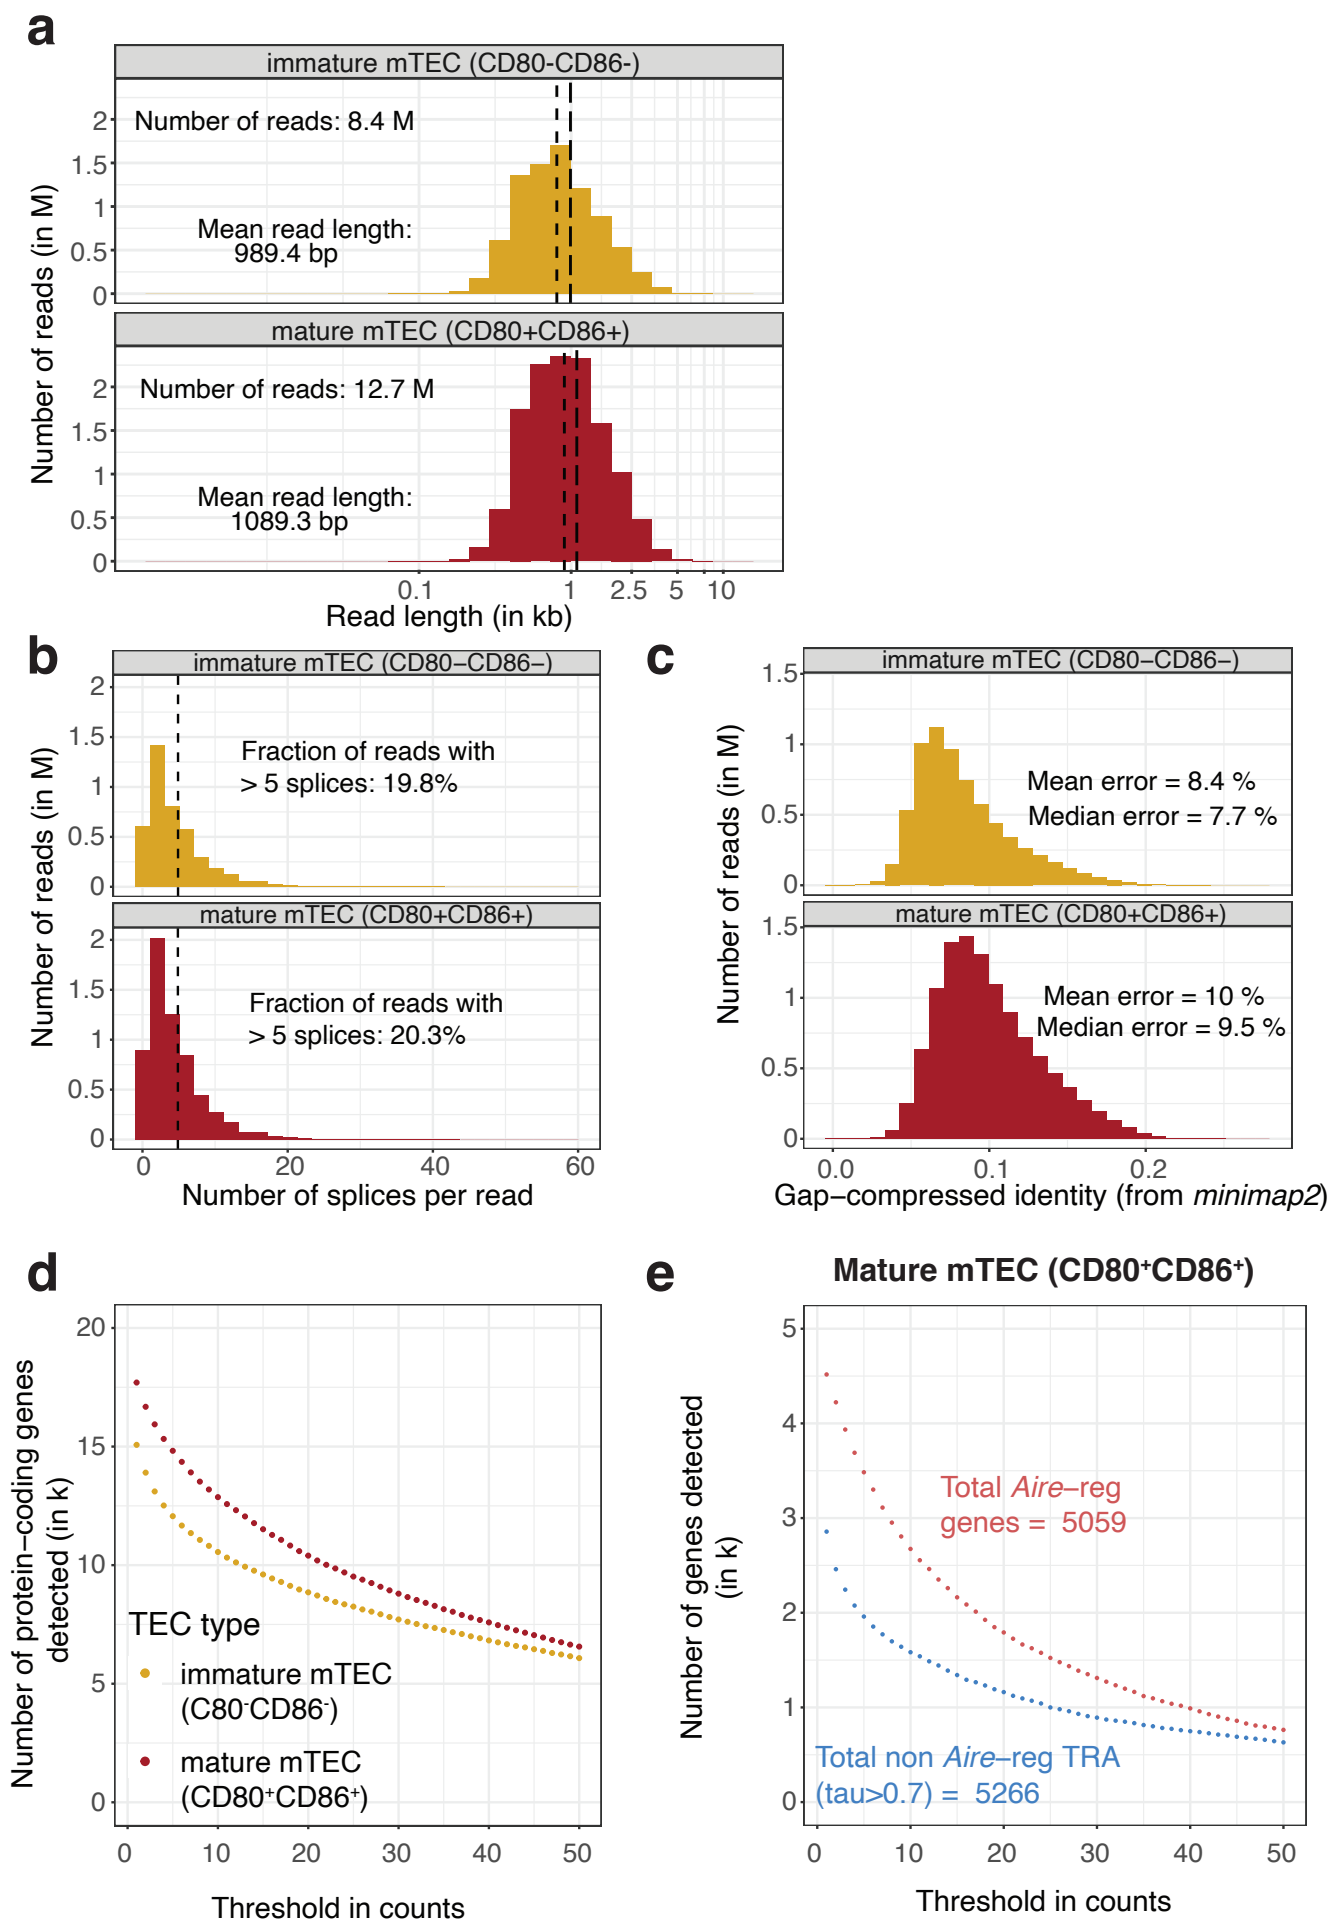 a
immature mTEC (CD80-CD86-)
Number of reads: 8.4 M
Mean read length:
989.4 bp
2
1.5
1
0.5
0
mature mTEC (CD80+CD86+)
Number of reads: 12.7 M
Mean read length:
1089.3 bp
2
1.5
1
0.5
0
Number of reads (in M)
0.1 1 2.5 5 10
Read length (in kb)
b
immature mTEC (CD80−CD86−)
2
1.5
1
0.5
0
Fraction of reads with
> 5 splices: 19.8%
mature mTEC (CD80+CD86+)
2
1.5
1
0.5
0
Fraction of reads with
> 5 splices: 20.3%
Number of reads (in M)
0 20 40 60
Number of splices per read
c
immature mTEC (CD80−CD86−)
1.5
1
0.5
0
Mean error = 8.4 %
Median error = 7.7 %
mature mTEC (CD80+CD86+)
1.5
1
0.5
0
Mean error = 10 %
Median error = 9.5 %
Number of reads (in M)
0.0 0.1 0.2
Gap−compressed identity (from minimap2)
d
20
15
10
5
0
Number of protein−coding genes
detected (in k)
TEC type
immature mTEC
(C80-CD86-)
mature mTEC
(CD80+CD86+)
0 10 20 30 40 50
Threshold in counts
e
Mature mTEC (CD80+CD86+)
5
4
3
2
1
0
Number of genes detected
(in k)
Total Aire−reg
genes = 5059
Total non Aire−reg TRA
(tau>0.7) = 5266
0 10 20 30 40 50
Threshold in counts